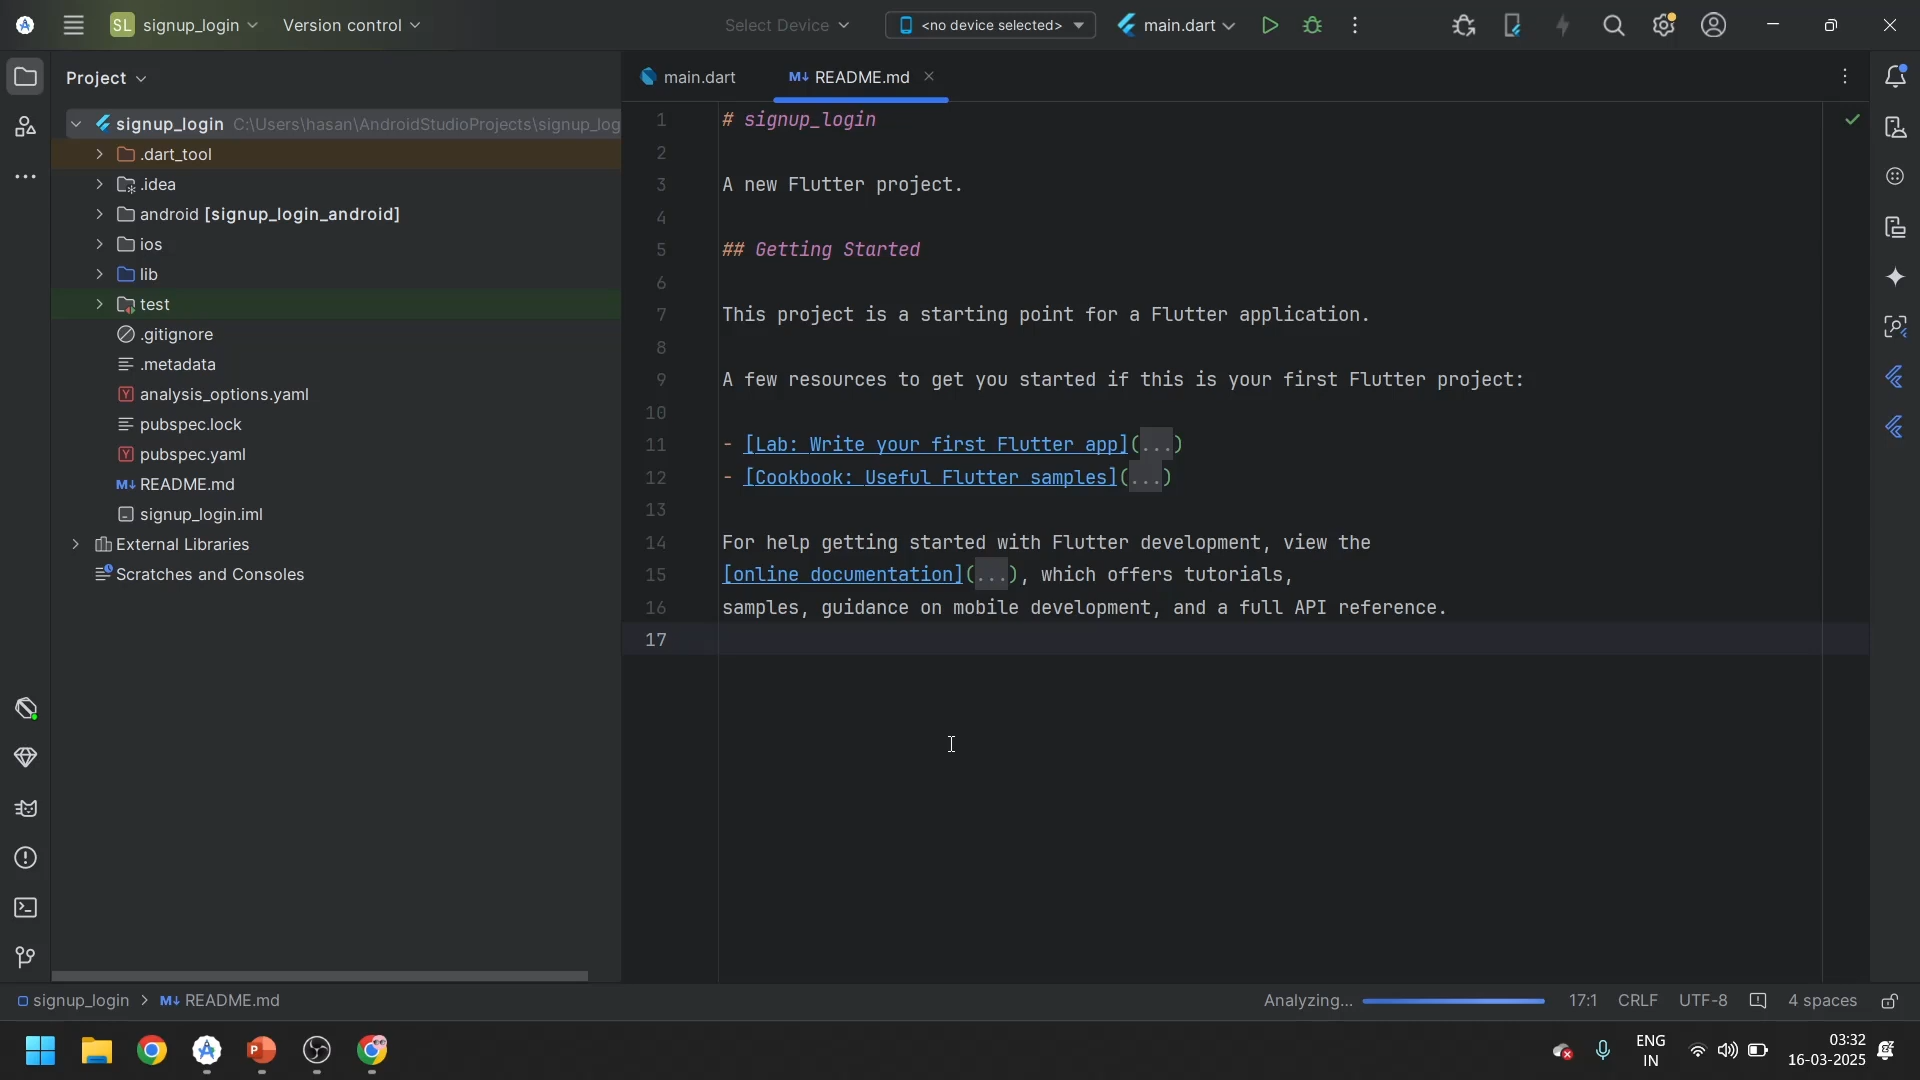 SL signup_login
Version control
Select Device
<no device selected>
main.dart
Project
signup_login C:\Users\hasan\AndroidStudioProjects\signup_log
.dart_tool
.idea
android [signup_login_android]
ios
lib
test
.gitignore
.metadata
analysis_options.yaml
pubspec.lock
pubspec.yaml
README.md
signup_login.iml
External Libraries
Scratches and Consoles
main.dart
M↓ README.md
1 # signup_login
2
3 A new Flutter project.
4
5 ## Getting Started
6
7 This project is a starting point for a Flutter application.
8
9 A few resources to get you started if this is your first Flutter project:
10
11 - [Lab: Write your first Flutter app](...)
12 - [Cookbook: Useful Flutter samples](...)
13
14 For help getting started with Flutter development, view the
15 [online documentation](...), which offers tutorials,
16 samples, guidance on mobile development, and a full API reference.
17
signup_login > M↓ README.md
Analyzing...
17:1 CRLF UTF-8 4 spaces
ENG
IN
03:32
16-03-2025